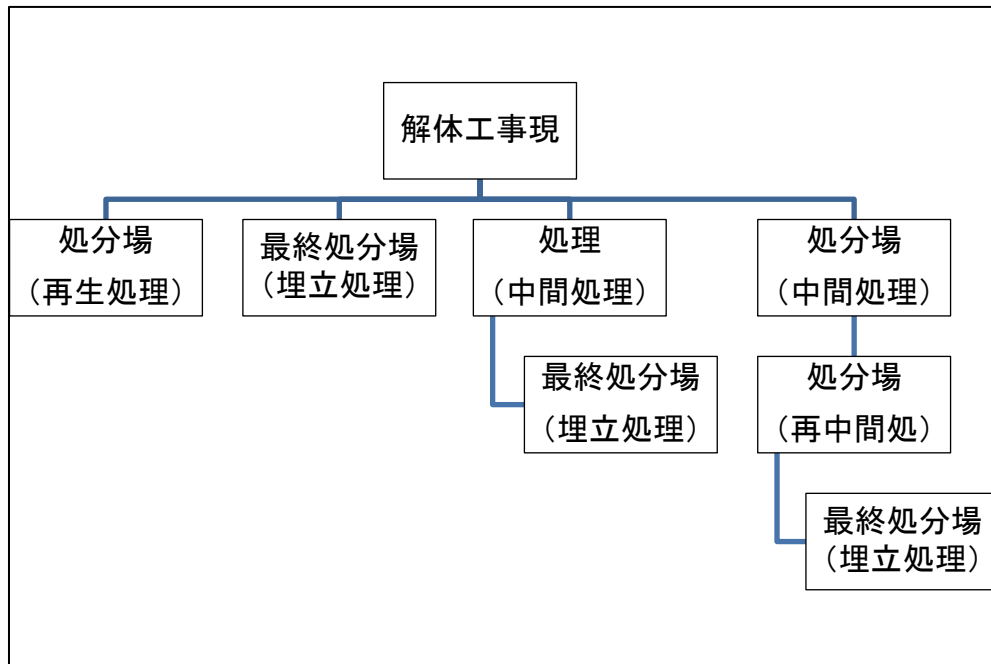 解体工事現
処分場
（再生処理）
最終処分場
（埋立処理）
処理
（中間処理）
処分場
（中間処理）
最終処分場
（埋立処理）
処分場
（再中間処）
最終処分場
（埋立処理）